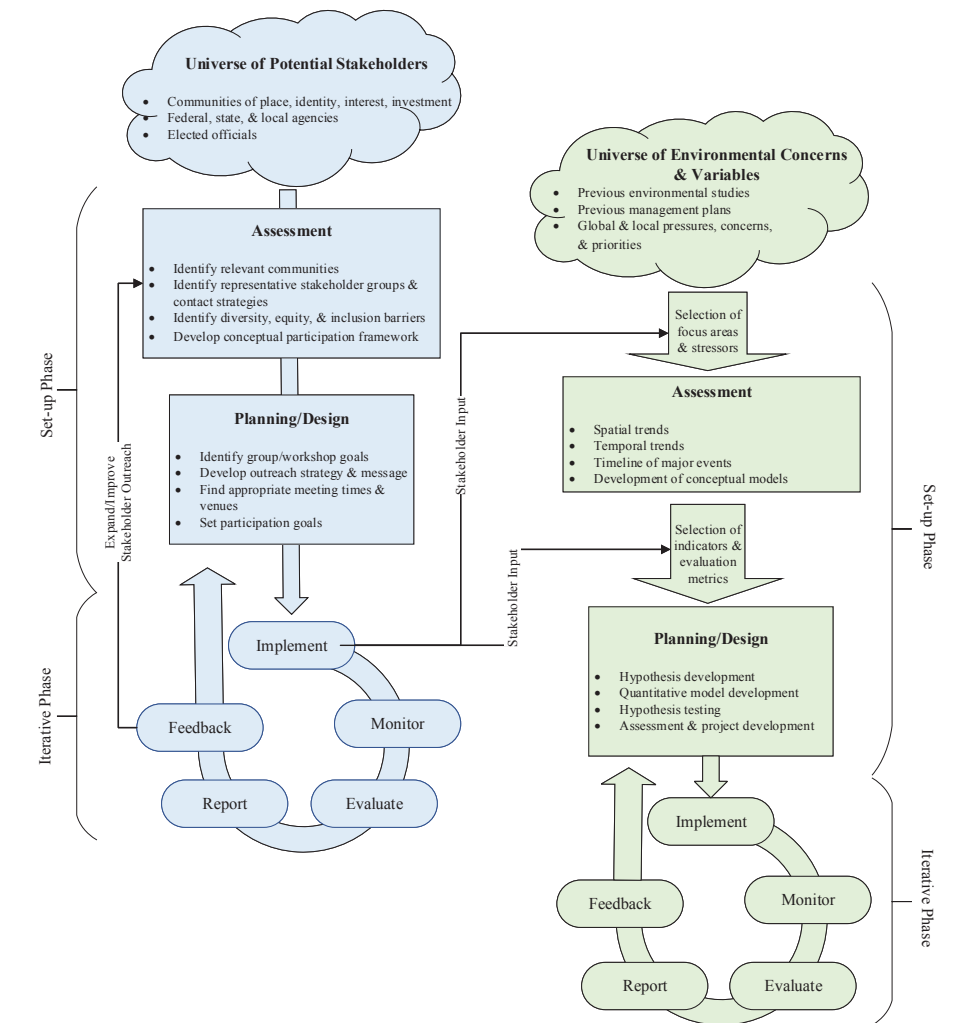 Universe of Potential Stakeholders
• Communities of place, identity, interest, investment
• Federal, state, & local agencies
• Elected officials
Universe of Environmental Concerns
& Variables
• Previous environmental studies
• Previous management plans
• Global & local pressures, concerns,
& priorities
Set-up Phase
Assessment
• Identify relevant communities
• Identify representative stakeholder groups &
contact strategies
• Identify diversity, equity, & inclusion barriers
• Develop conceptual participation framework
Planning/Design
• Identify group/workshop goals
• Develop outreach strategy & message
• Find appropriate meeting times &
venues
• Set participation goals
Expand/Improve
Stakeholder Outreach
Iterative Phase
Implement
Monitor
Evaluate
Report
Feedback
Stakeholder Input
Stakeholder Input
Selection of
focus areas
& stressors
Assessment
• Spatial trends
• Temporal trends
• Timeline of major events
• Development of conceptual models
Selection of
indicators &
evaluation
metrics
Planning/Design
• Hypothesis development
• Quantitative model development
• Hypothesis testing
• Assessment & project development
Set-up Phase
Implement
Monitor
Evaluate
Report
Feedback
Iterative Phase